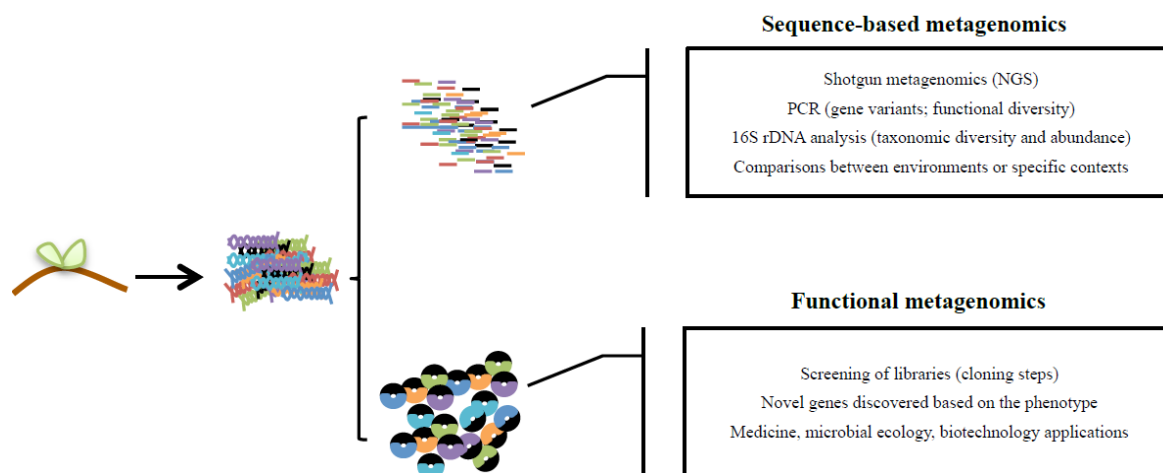 Sequence-based metagenomics
Shotgun metagenomics (NGS)
PCR (gene variants; functional diversity)
16S rDNA analysis (taxonomic diversity and abundance)
Comparisons between environments or specific contexts
Functional metagenomics
Screening of libraries (cloning steps)
Novel genes discovered based on the phenotype
Medicine, microbial ecology, biotechnology applications